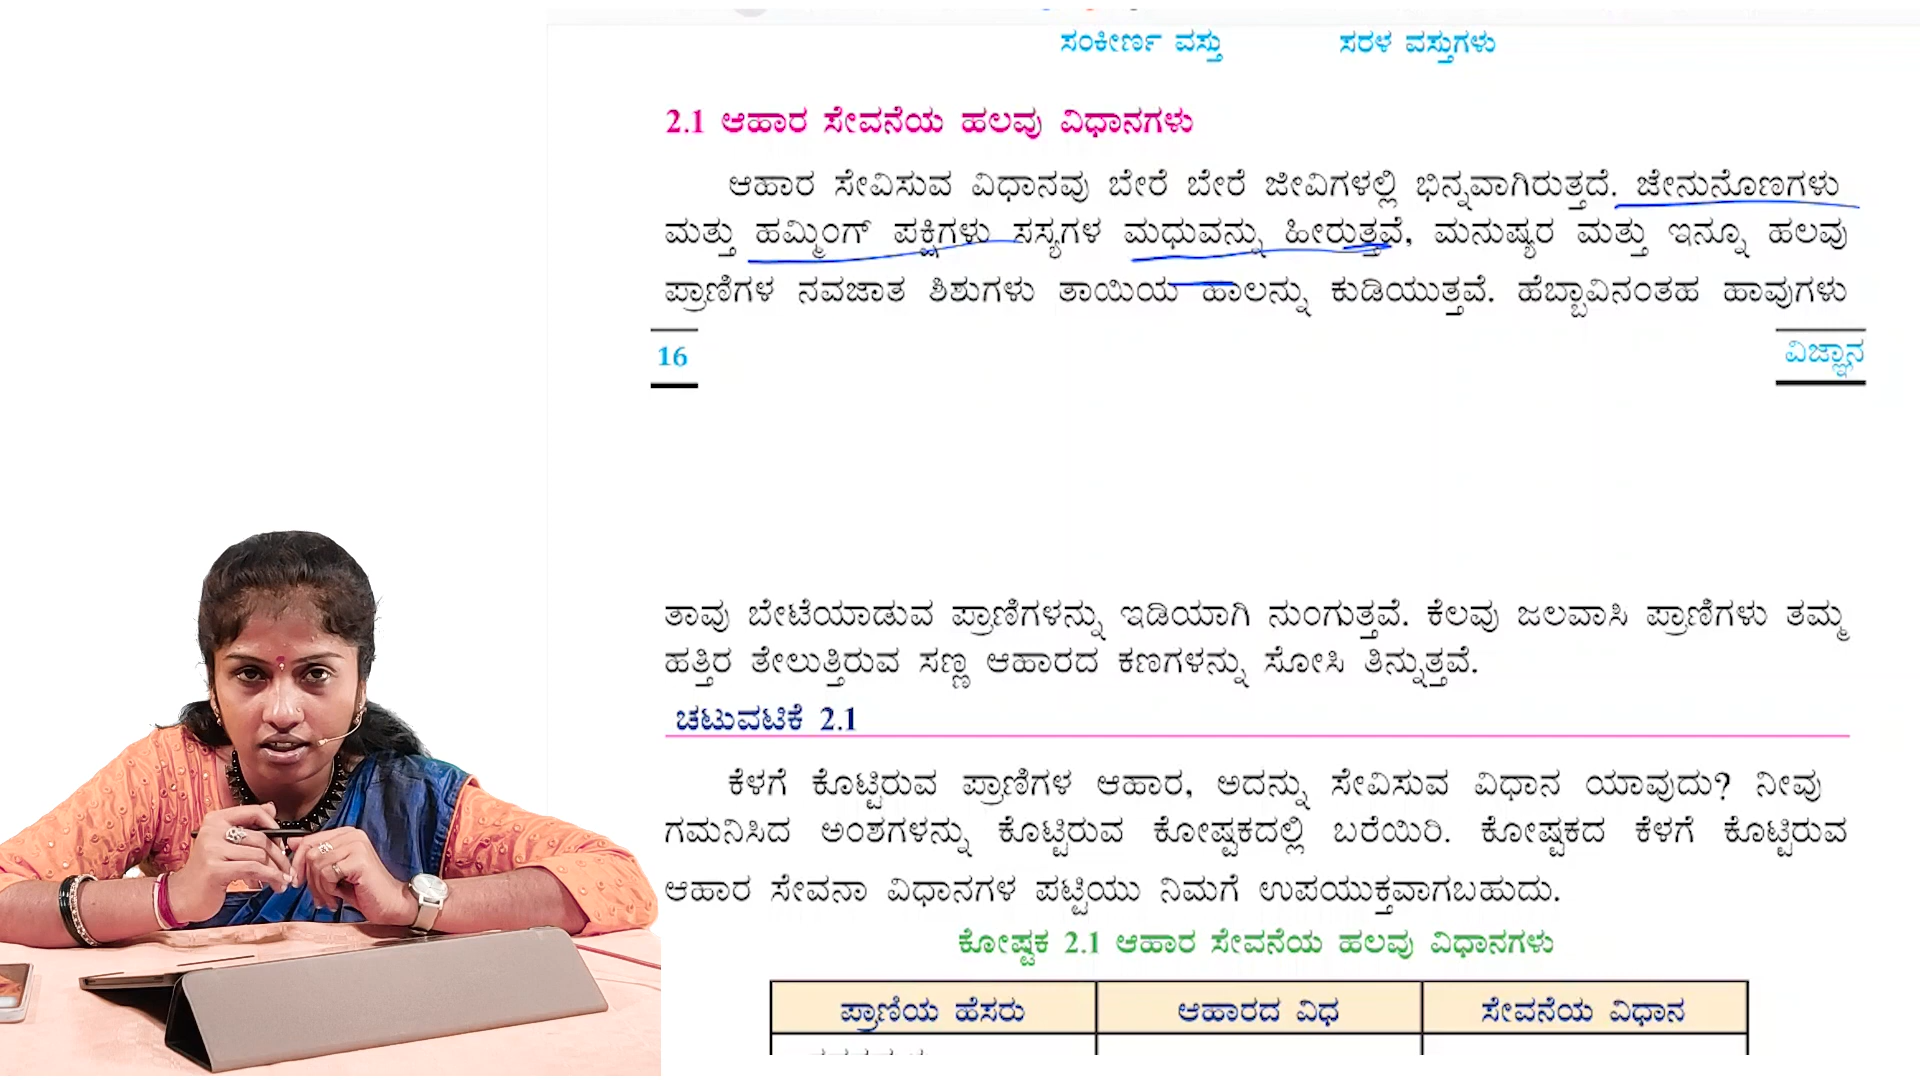 ಸಂಕೀರ್ಣ ವಸ್ತು ಸರಳ ವಸ್ತುಗಳು
2.1 ಆಹಾರ ಸೇವನೆಯ ಹಲವು ವಿಧಾನಗಳು
ಆಹಾರ ಸೇವಿಸುವ ವಿಧಾನವು ಬೇರೆ ಬೇರೆ ಜೀವಿಗಳಲ್ಲಿ ಭಿನ್ನವಾಗಿರುತ್ತದೆ. ಜೇನುನೊಣಗಳು
ಮತ್ತು ಹಮ್ಮಿಂಗ್ ಪಕ್ಷಿಗಳು ಸಸ್ಯಗಳ ಮಧುವನ್ನು ಹೀರುತ್ತವೆ, ಮನುಷ್ಯರ ಮತ್ತು ಇನ್ನೂ ಹಲವು
ಪ್ರಾಣಿಗಳ ನವಜಾತ ಶಿಶುಗಳು ತಾಯಿಯ ಹಾಲನ್ನು ಕುಡಿಯುತ್ತವೆ. ಹೆಬ್ಬಾವಿನಂತಹ ಹಾವುಗಳು
16 ವಿಜ್ಞಾನ
ತಾವು ಬೇಟೆಯಾಡುವ ಪ್ರಾಣಿಗಳನ್ನು ಇಡಿಯಾಗಿ ನುಂಗುತ್ತವೆ. ಕೆಲವು ಜಲವಾಸಿ ಪ್ರಾಣಿಗಳು ತಮ್ಮ
ಹತ್ತಿರ ತೇಲುತ್ತಿರುವ ಸಣ್ಣ ಆಹಾರದ ಕಣಗಳನ್ನು ಸೋಸಿ ತಿನ್ನುತ್ತವೆ.
ಚಟುವಟಿಕೆ 2.1
ಕೆಳಗೆ ಕೊಟ್ಟಿರುವ ಪ್ರಾಣಿಗಳ ಆಹಾರ, ಅದನ್ನು ಸೇವಿಸುವ ವಿಧಾನ ಯಾವುದು? ನೀವು
ಗಮನಿಸಿದ ಅಂಶಗಳನ್ನು ಕೊಟ್ಟಿರುವ ಕೋಷ್ಟಕದಲ್ಲಿ ಬರೆಯಿರಿ. ಕೋಷ್ಟಕದ ಕೆಳಗೆ ಕೊಟ್ಟಿರುವ
ಆಹಾರ ಸೇವನಾ ವಿಧಾನಗಳ ಪಟ್ಟಿಯು ನಿಮಗೆ ಉಪಯುಕ್ತವಾಗಬಹುದು.
ಕೋಷ್ಟಕ 2.1 ಆಹಾರ ಸೇವನೆಯ ಹಲವು ವಿಧಾನಗಳು
ಪ್ರಾಣಿಯ ಹೆಸರು ಆಹಾರದ ವಿಧ ಸೇವನೆಯ ವಿಧಾನ